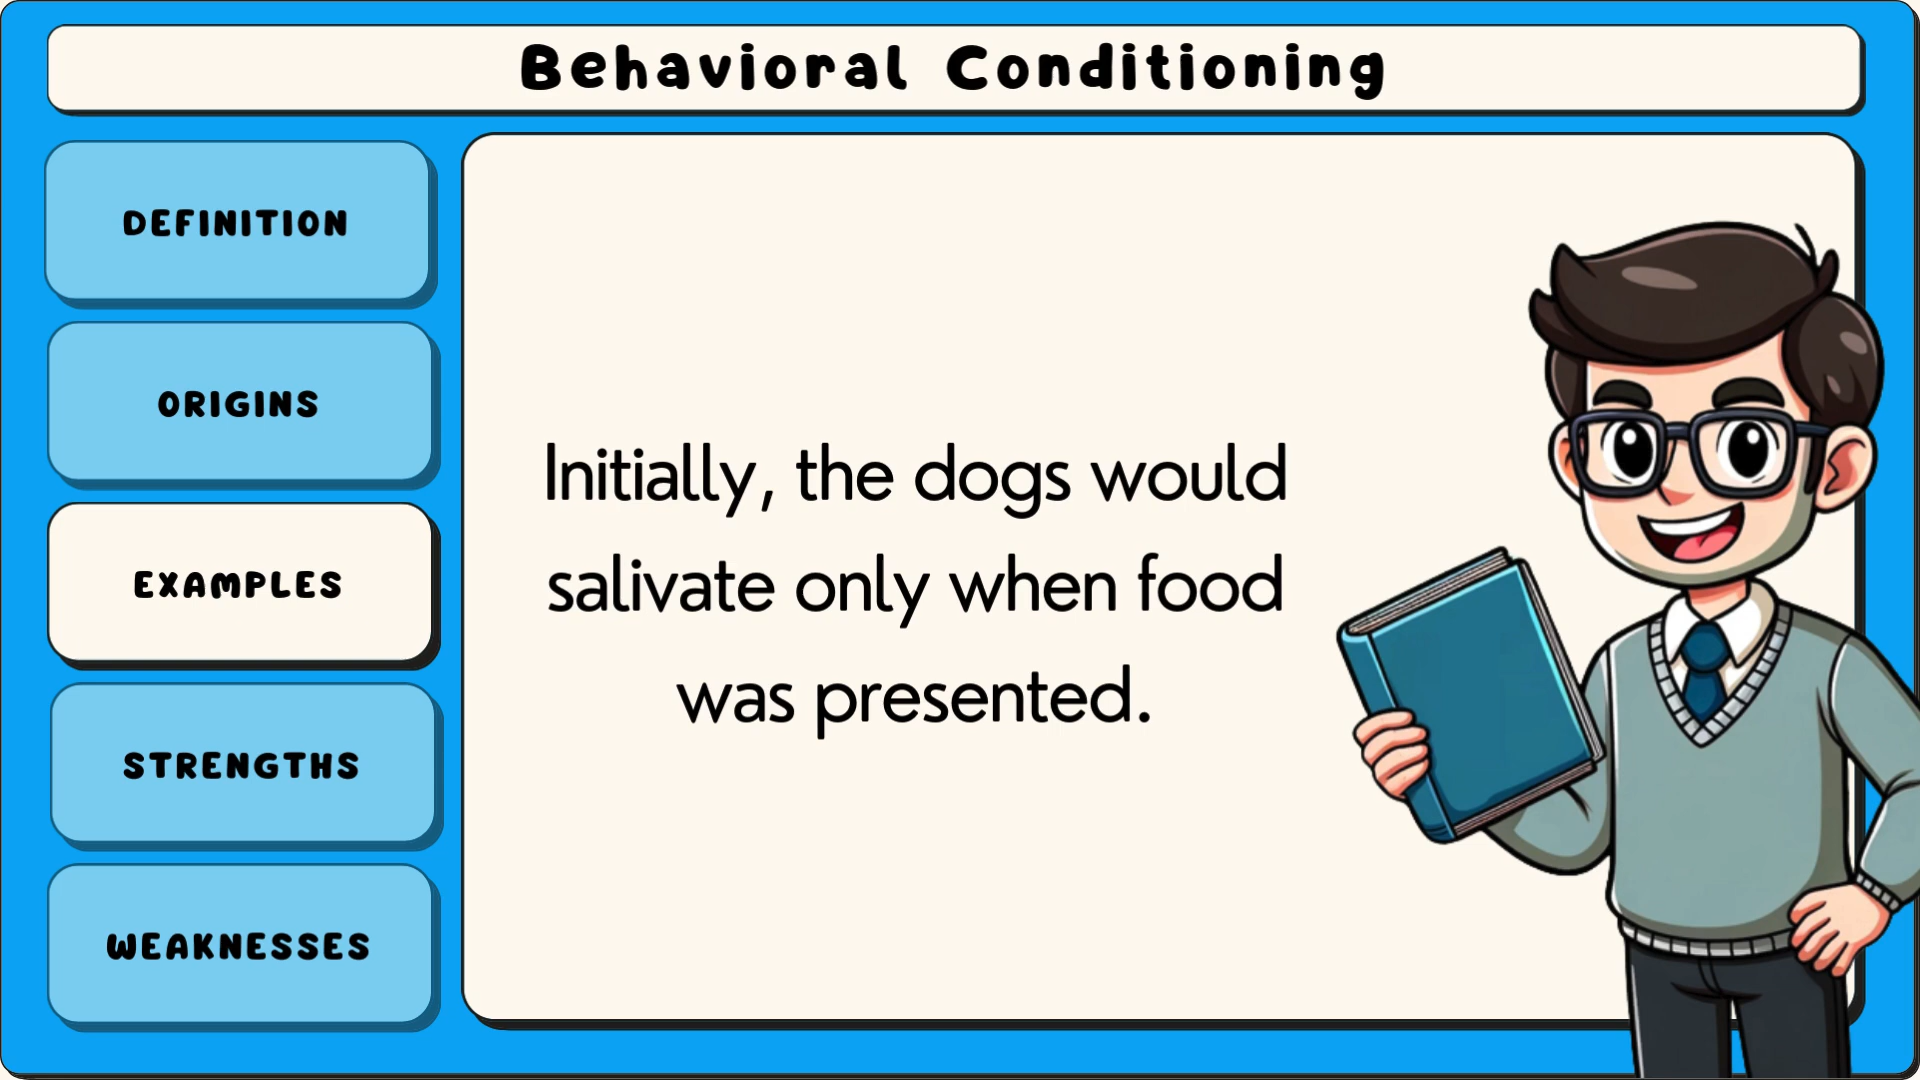 Behavioral Conditioning
DEFINITION
ORIGINS
EXAMPLES
STRENGTHS
WEAKNESSES
Initially, the dogs would
salivate only when food
was presented.